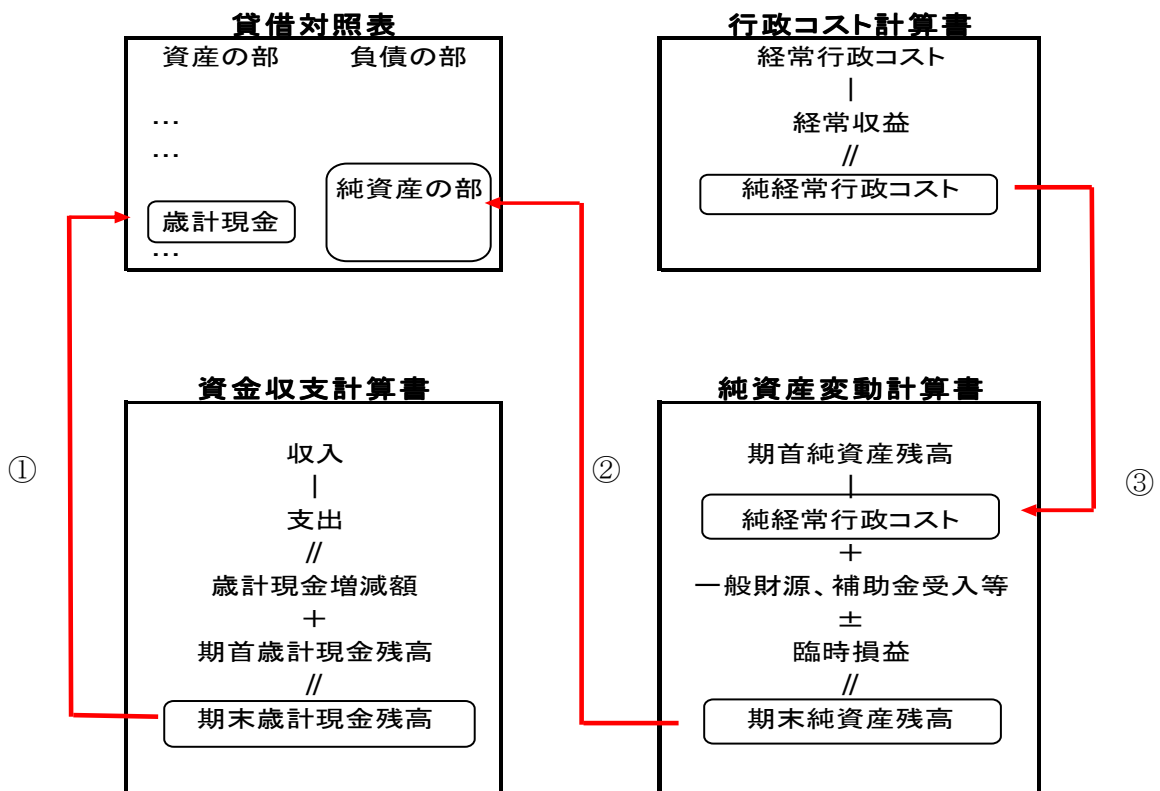 貸借対照表
資産の部 負債の部
…
…
純資産の部
歳計現金
…
行政コスト計算書
経常行政コスト
|
経常収益
//
純経常行政コスト
資金収支計算書
収入
|
支出
//
歳計現金増減額
＋
期首歳計現金残高
//
期末歳計現金残高
純資産変動計算書
期首純資産残高
|
純経常行政コスト
＋
一般財源、補助金受入等
±
臨時損益
//
期末純資産残高
①
②
③